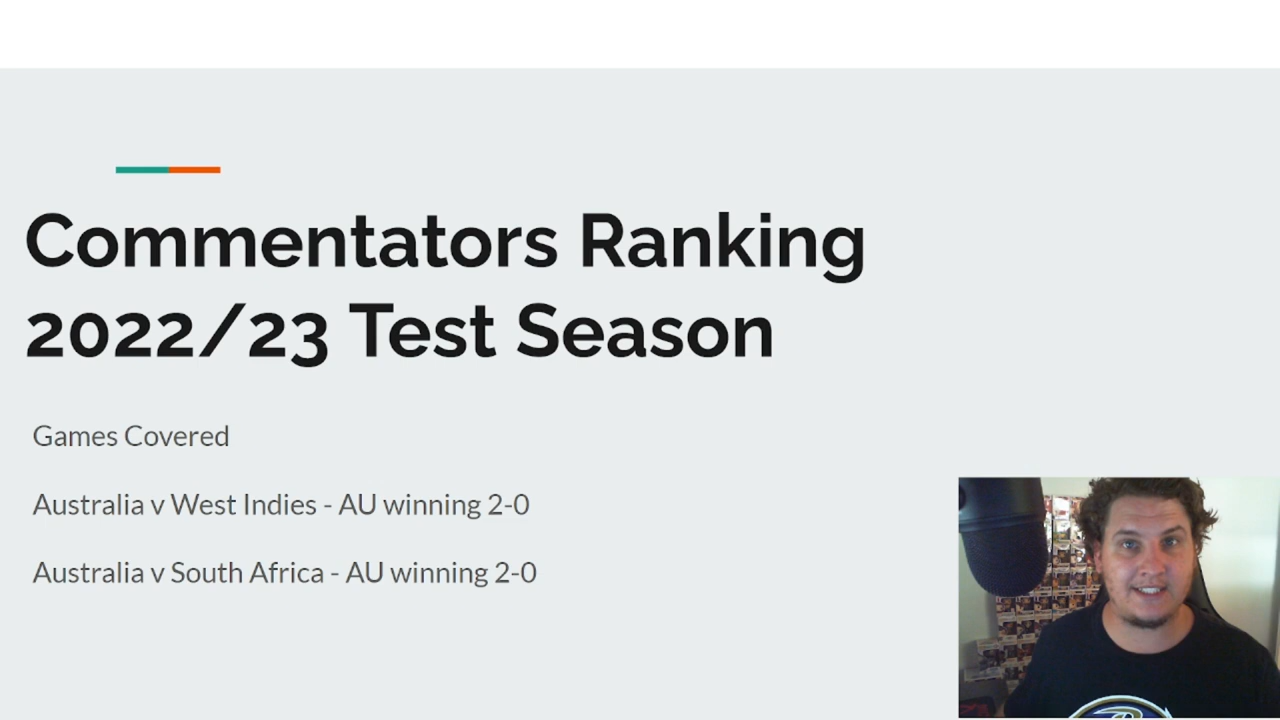 Commentators Ranking
2022/23 Test Season
Games Covered
Australia v West Indies - AU winning 2-0
Australia v South Africa - AU winning 2-0